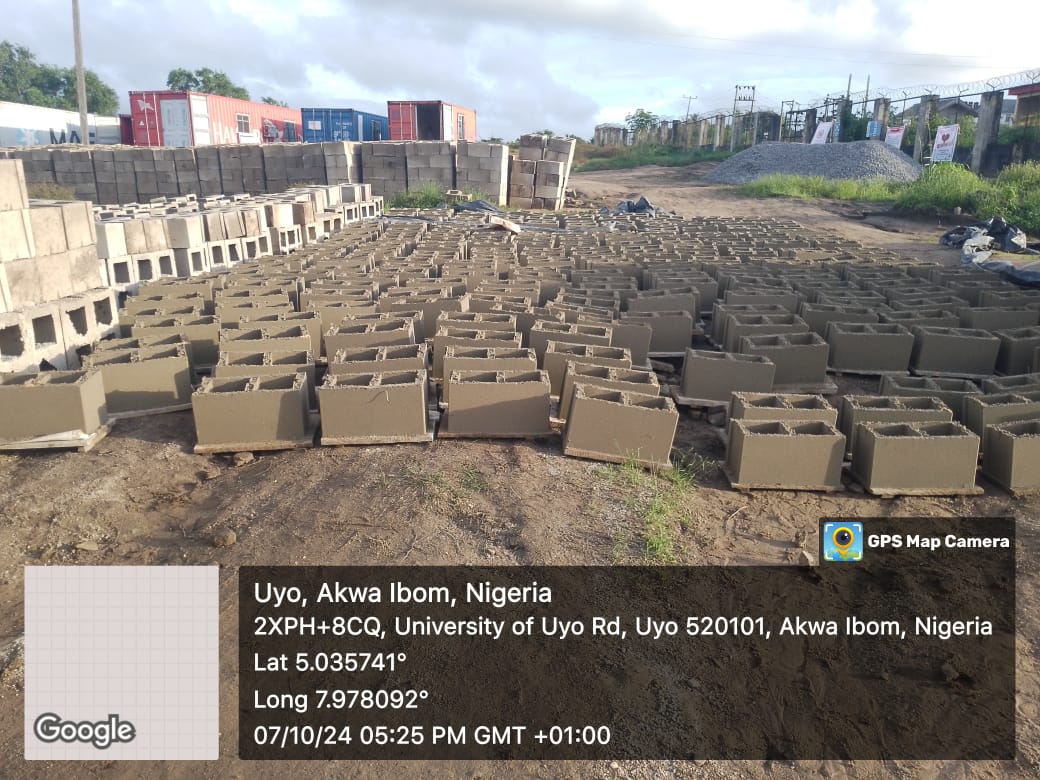 HAM
GPS Map Camera
Uyo, Akwa Ibom, Nigeria
2XPH+8CQ, University of Uyo Rd, Uyo 520101, Akwa Ibom, Nigeria
Lat 5.035741°
Long 7.978092°
07/10/24 05:25 PM GMT +01:00
Google